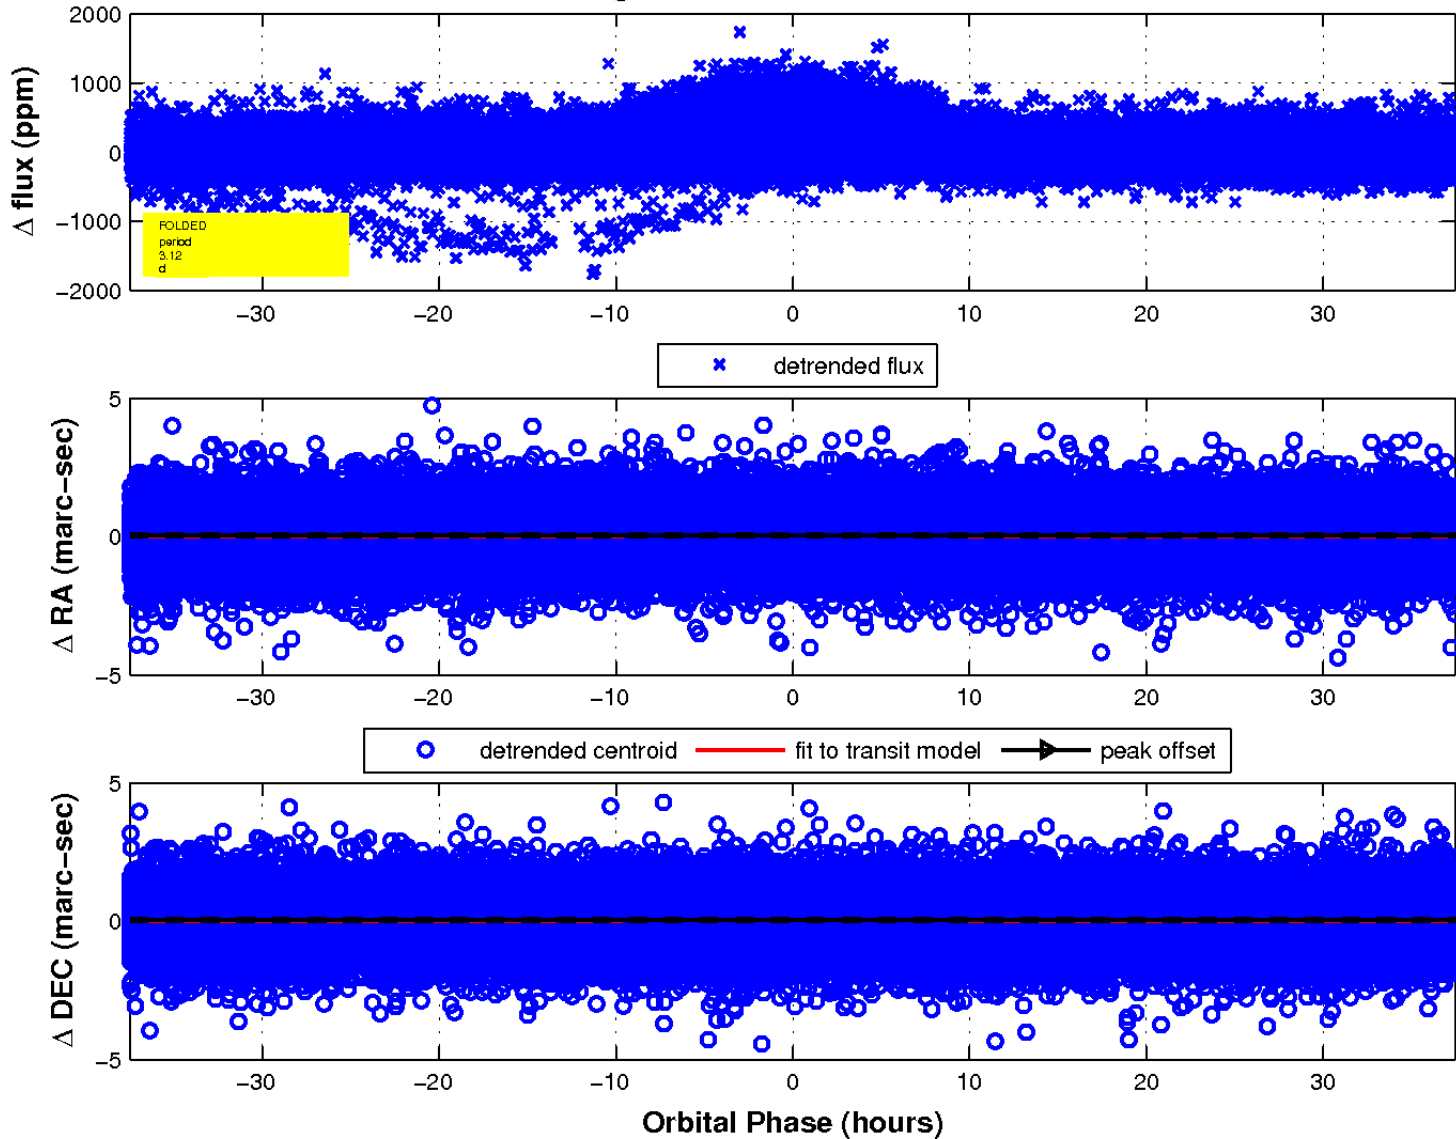 2000
1000
0
−1000
−2000
Δ flux (ppm)
FOLDED
period
3.12
d
−30 −20 −10 0 10 20 30
detrended flux
5
0
−5
Δ RA (marc−sec)
−30 −20 −10 0 10 20 30
detrended centroid fit to transit model peak offset
5
0
−5
Δ DEC (marc−sec)
−30 −20 −10 0 10 20 30
Orbital Phase (hours)